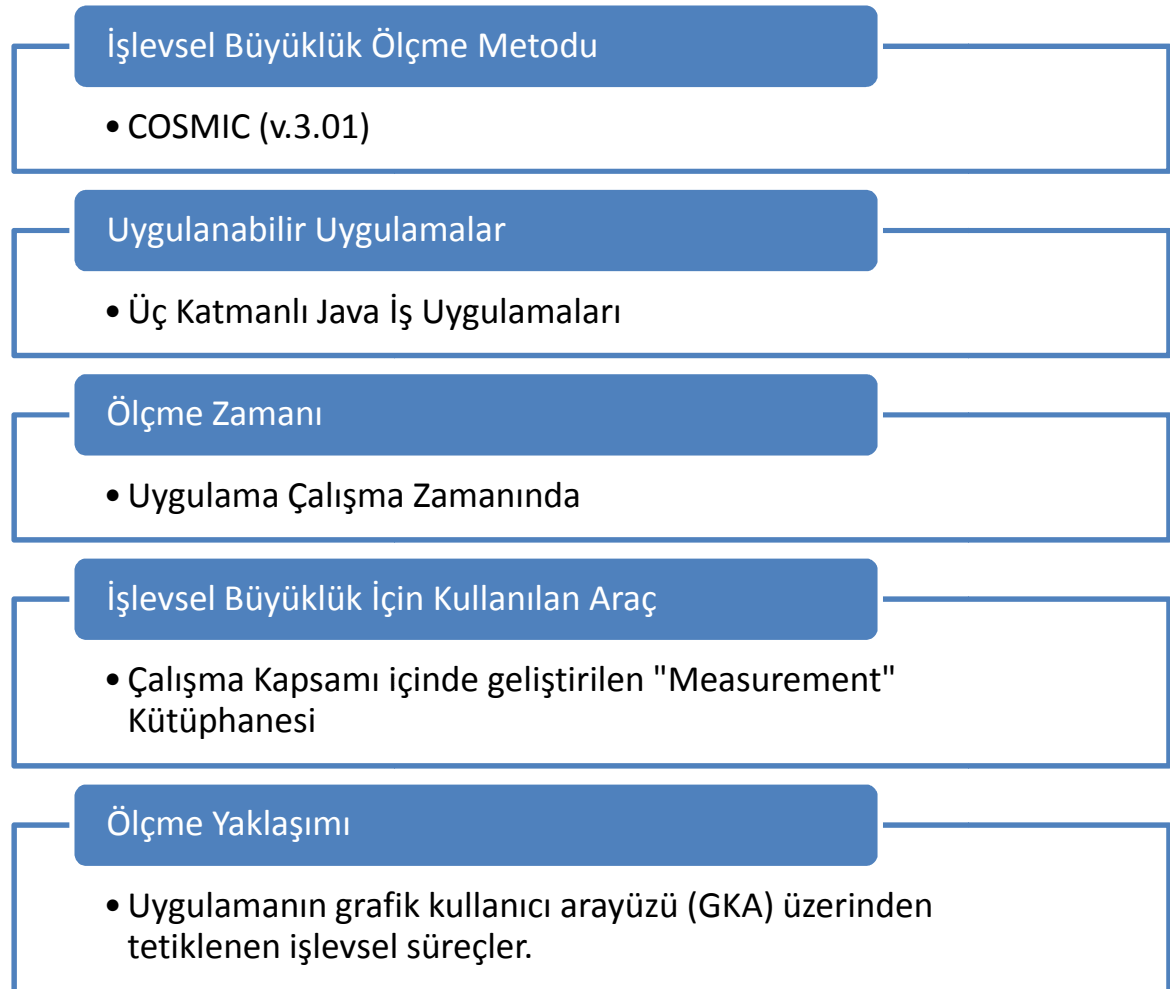 İşlevsel Büyüklük Ölçme Metodu
• COSMIC (v.3.01)
Uygulanabilir Uygulamalar
• Üç Katmanlı Java İş Uygulamaları
Ölçme Zamanı
• Uygulama Çalışma Zamanında
İşlevsel Büyüklük İçin Kullanılan Araç
• Çalışma Kapsamı içinde geliştirilen "Measurement"
Kütüphanesi
Ölçme Yaklaşımı
• Uygulamanın grafik kullanıcı arayüzü (GKA) üzerinden
tetiklenen işlevsel süreçler.